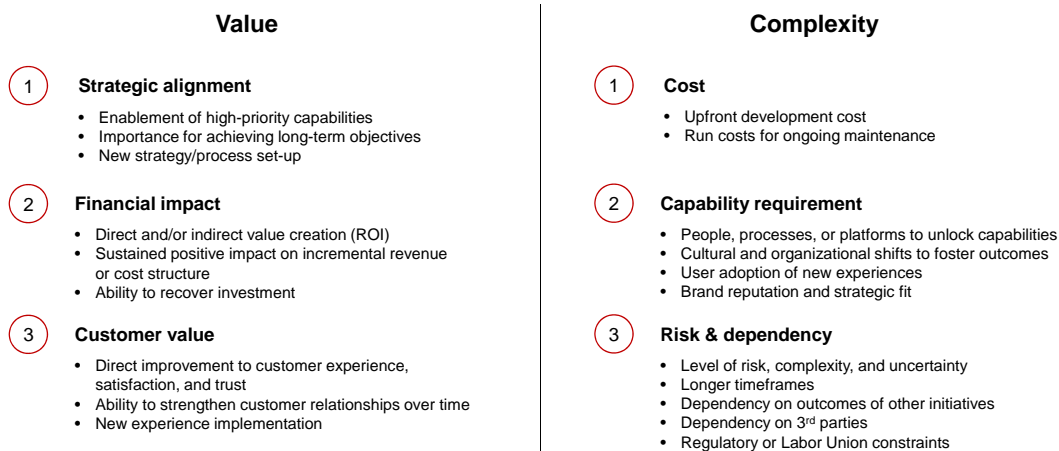 Value
1
Strategic alignment
• Enablement of high-priority capabilities
• Importance for achieving long-term objectives
• New strategy/process set-up
2
Financial impact
• Direct and/or indirect value creation (ROI)
• Sustained positive impact on incremental revenue
or cost structure
• Ability to recover investment
3
Customer value
• Direct improvement to customer experience,
satisfaction, and trust
• Ability to strengthen customer relationships over time
• New experience implementation
Complexity
1
Cost
• Upfront development cost
• Run costs for ongoing maintenance
2
Capability requirement
• People, processes, or platforms to unlock capabilities
• Cultural and organizational shifts to foster outcomes
• User adoption of new experiences
• Brand reputation and strategic fit
3
Risk & dependency
• Level of risk, complexity, and uncertainty
• Longer timeframes
• Dependency on outcomes of other initiatives
• Dependency on 3rd parties
• Regulatory or Labor Union constraints